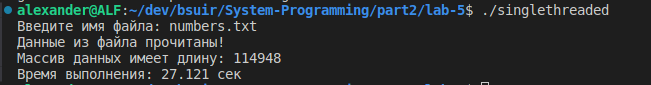 alexander@ALF:~/dev/bsuir/System-Programming/part2/lab-5$ ./singlethreaded
Введите имя файла: numbers.txt
Данные из файла прочитаны!
Массив данных имеет длину: 114948
Время выполнения: 27.121 сек